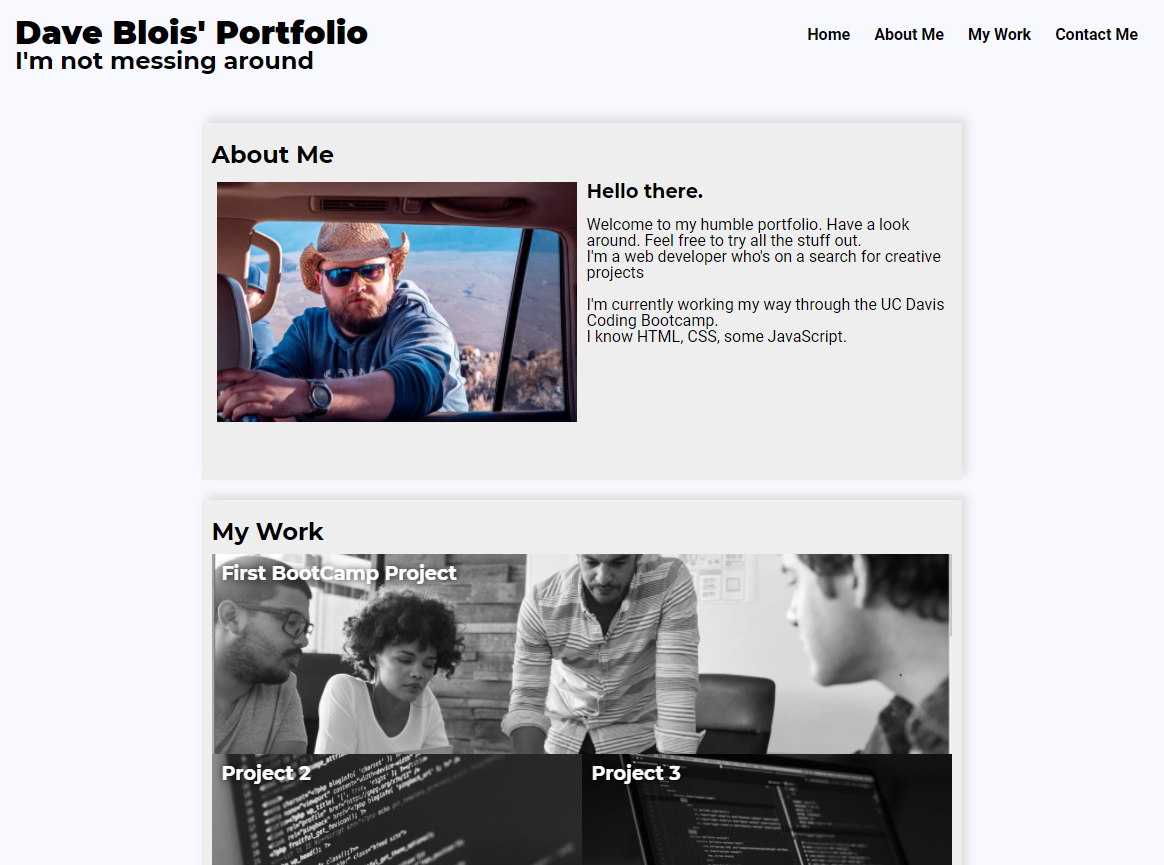 Dave Blois' Portfolio
I'm not messing around
Home About Me My Work Contact Me
About Me
Hello there.
Welcome to my humble portfolio. Have a look
around. Feel free to try all the stuff out.
I'm a web developer who's on a search for creative
projects
I'm currently working my way through the UC Davis
Coding Bootcamp.
I know HTML, CSS, some JavaScript.
My Work
First BootCamp Project
Project 2
Project 3